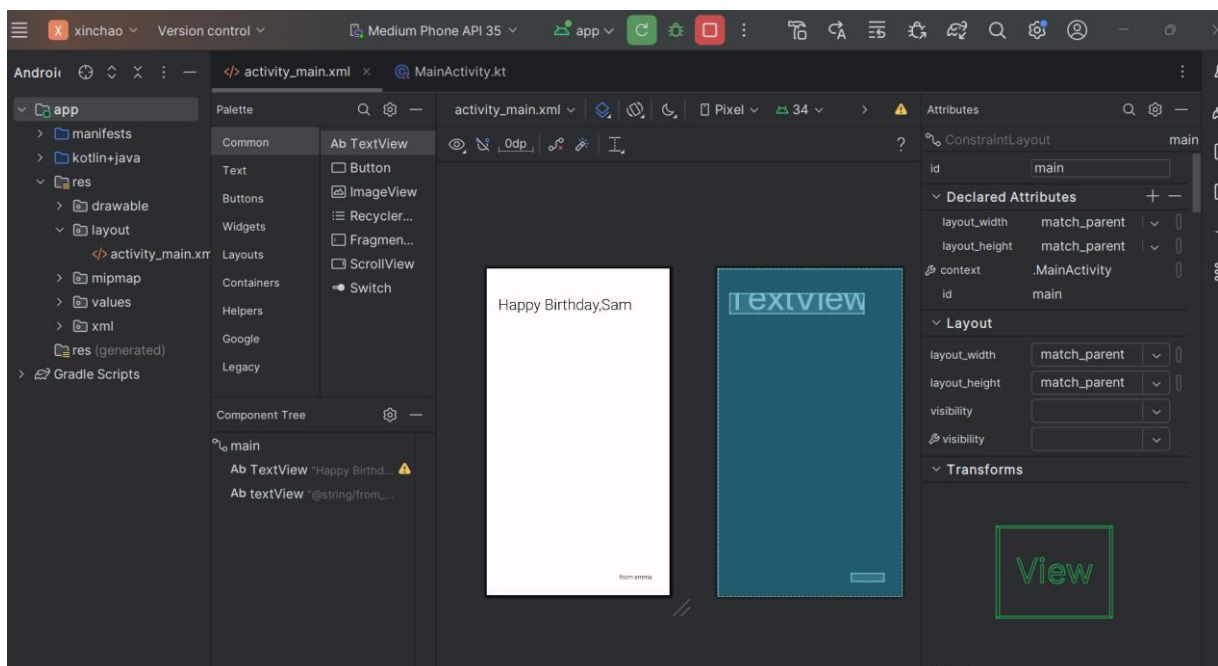 X xinchao Version control Medium Phone API 35 app
Android
activity_main.xml MainActivity.kt
app
manifests
kotlin+java
res
drawable
layout
activity_main.xm
mipmap
values
xml
res (generated)
Gradle Scripts
Palette
Common
Text
Buttons
Widgets
Layouts
Containers
Helpers
Google
Legacy
Ab TextView
Button
ImageView
Recycler...
Fragmen...
ScrollView
Switch
Component Tree
main
Ab TextView "Happy Birthd...
Ab textView "@string/from_...
activity_main.xml Pixel 34
0dp ?
Happy Birthday,Sam
from emma
TextView
Attributes
ConstraintLayout main
id main
Declared Attributes
layout_width match_parent
layout_height match_parent
context .MainActivity
id main
Layout
layout_width match_parent
layout_height match_parent
visibility
visibility
Transforms
View